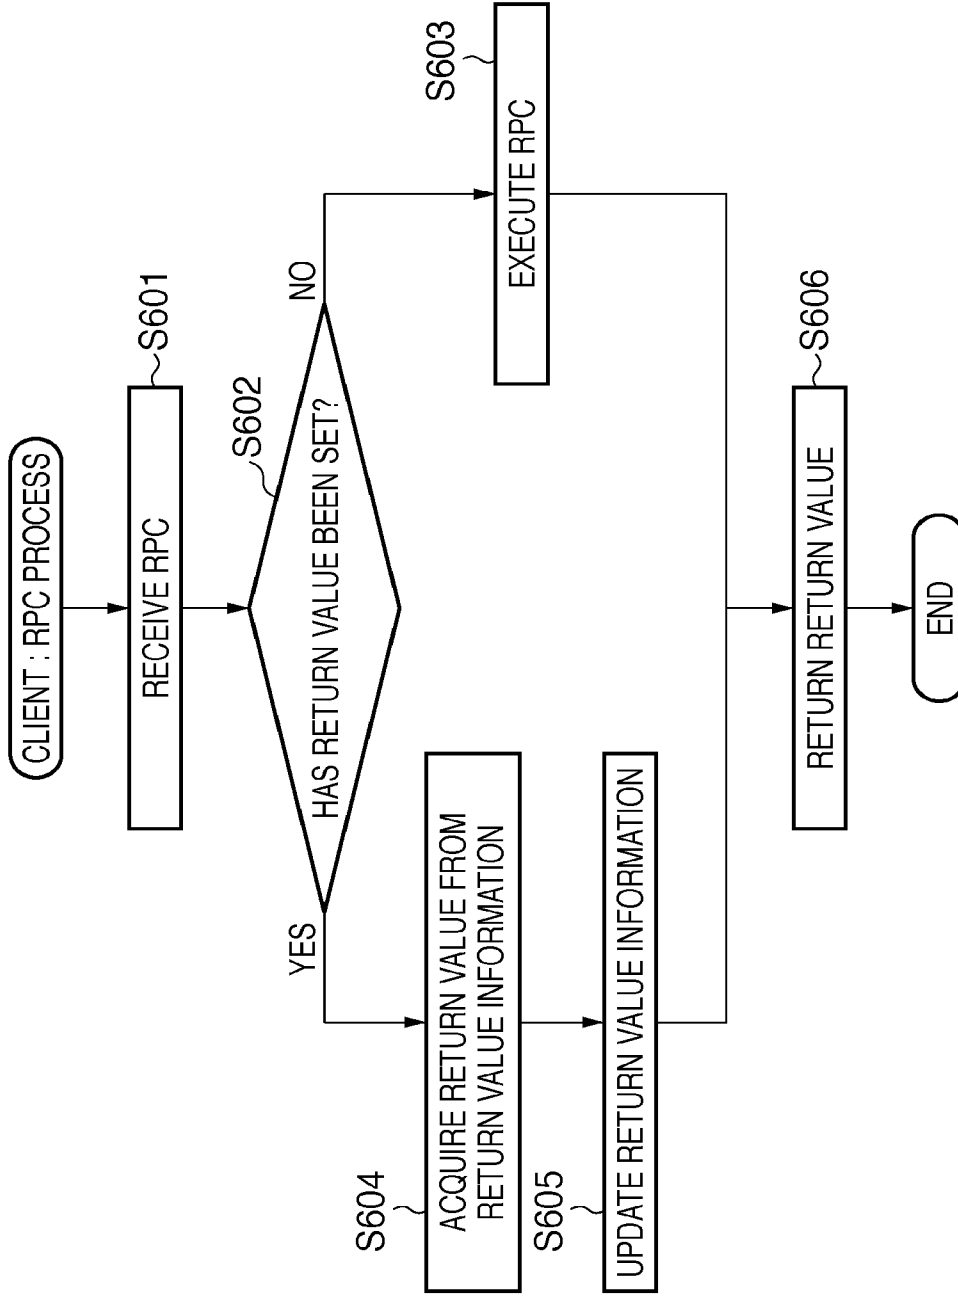 CLIENT : RPC PROCESS
S601
RECEIVE RPC
S602
HAS RETURN VALUE BEEN SET?
YES
NO
S604
ACQUIRE RETURN VALUE FROM
RETURN VALUE INFORMATION
S603
EXECUTE RPC
S605
UPDATE RETURN VALUE INFORMATION
S606
RETURN RETURN VALUE
END